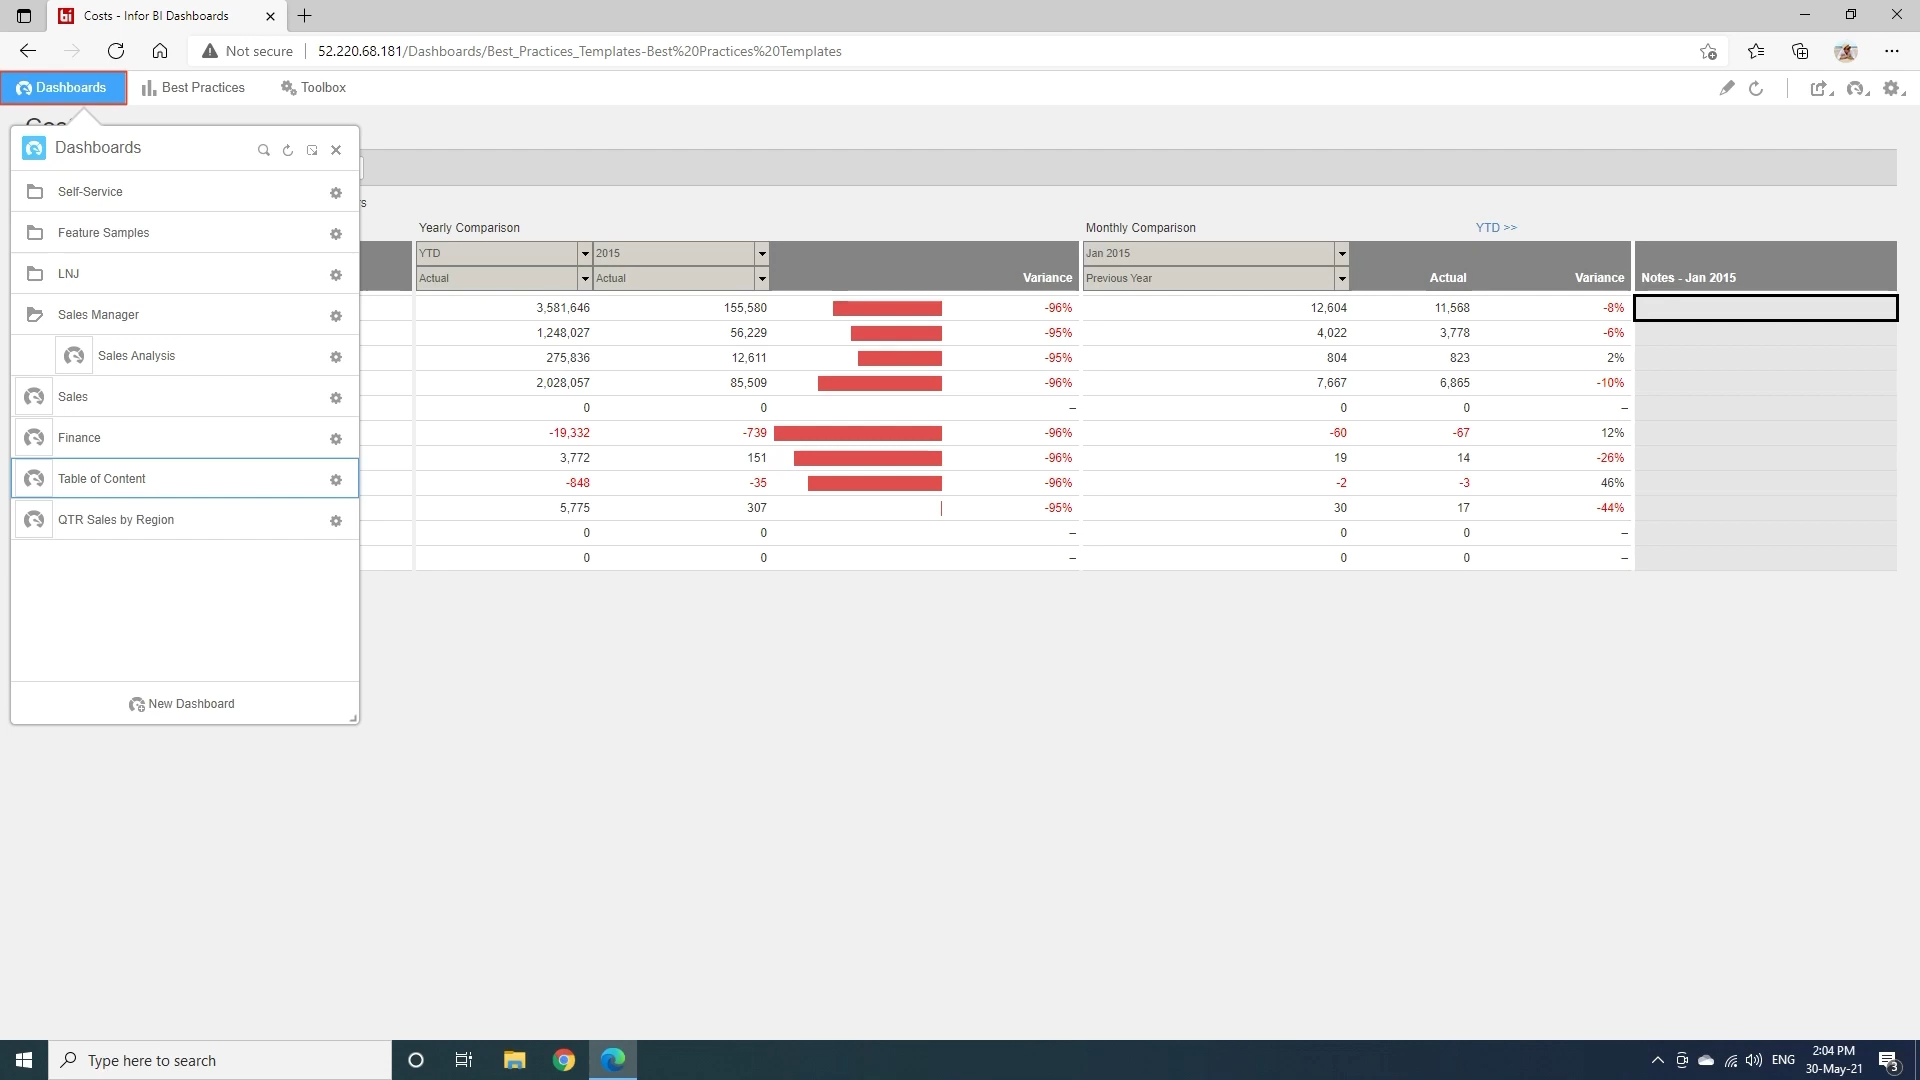 Costs - Infor BI Dashboards
Not secure
52.220.68.181/Dashboards/Best_Practices_Templates-Best%20Practices%20Templates
Dashboards
Best Practices
Toolbox
Dashboards
Self-Service
Feature Samples
LNJ
Sales Manager
Sales Analysis
Sales
Finance
Table of Content
QTR Sales by Region
New Dashboard
Yearly Comparison
Monthly Comparison
YTD >>
YTD 2015 Jan 2015
Actual Actual Variance Previous Year Actual Variance Notes - Jan 2015
3,581,646 155,580 -96% 12,604 11,568 -8%
1,248,027 56,229 -95% 4,022 3,778 -6%
275,836 12,611 -95% 804 823 2%
2,028,057 85,509 -96% 7,667 6,865 -10%
0 0 – 0 0 –
-19,332 -739 -96% -60 -67 12%
3,772 151 -96% 19 14 -26%
-848 -35 -96% -2 -3 46%
5,775 307 -95% 30 17 -44%
0 0 – 0 0 –
0 0 – 0 0 –
Type here to search
ENG
2:04 PM
30-May-21
3